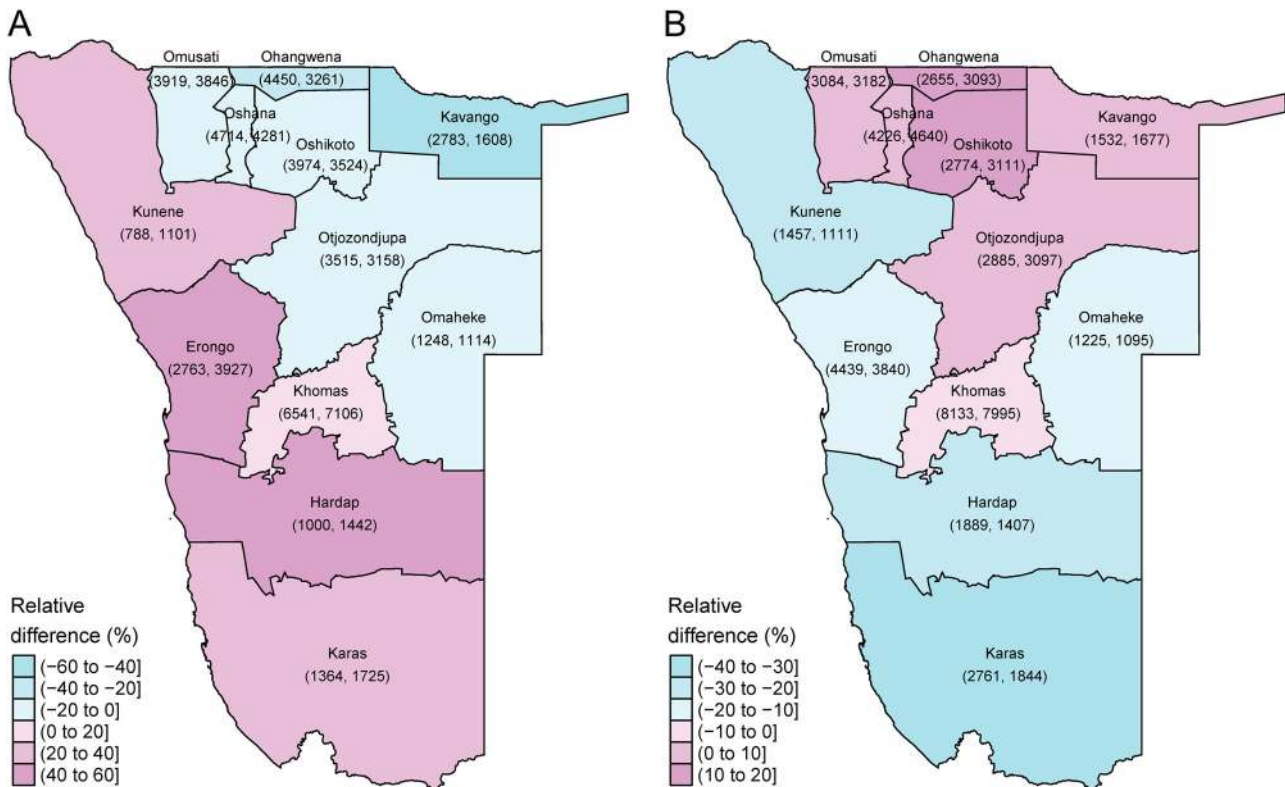 A
Omusati
(3919, 3846)
Ohangwena
(4450, 3261)
Oshana
(4714, 4281)
Oshikoto
(3974, 3524)
Kavango
(2783, 1608)
Kunene
(788, 1101)
Otjozondjupa
(3515, 3158)
Omaheke
(1248, 1114)
Erongo
(2763, 3927)
Khomas
(6541, 7106)
Hardap
(1000, 1442)
Karas
(1364, 1725)
Relative
difference (%)
(−60 to −40]
(−40 to −20]
(−20 to 0]
(0 to 20]
(20 to 40]
(40 to 60]
B
Omusati
(3084, 3182)
Ohangwena
(2655, 3093)
Oshana
(4226, 4640)
Oshikoto
(2774, 3111)
Kavango
(1532, 1677)
Kunene
(1457, 1111)
Otjozondjupa
(2885, 3097)
Omaheke
(1225, 1095)
Erongo
(4439, 3840)
Khomas
(8133, 7995)
Hardap
(1889, 1407)
Karas
(2761, 1844)
Relative
difference (%)
(−40 to −30]
(−30 to −20]
(−20 to −10]
(−10 to 0]
(0 to 10]
(10 to 20]